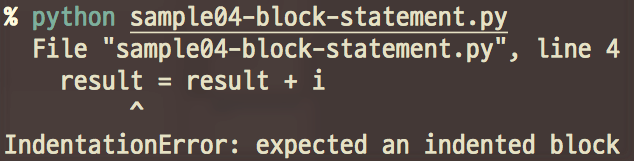 % python sample04-block-statement.py
  File "sample04-block-statement.py", line 4
    result = result + i
         ^
IndentationError: expected an indented block